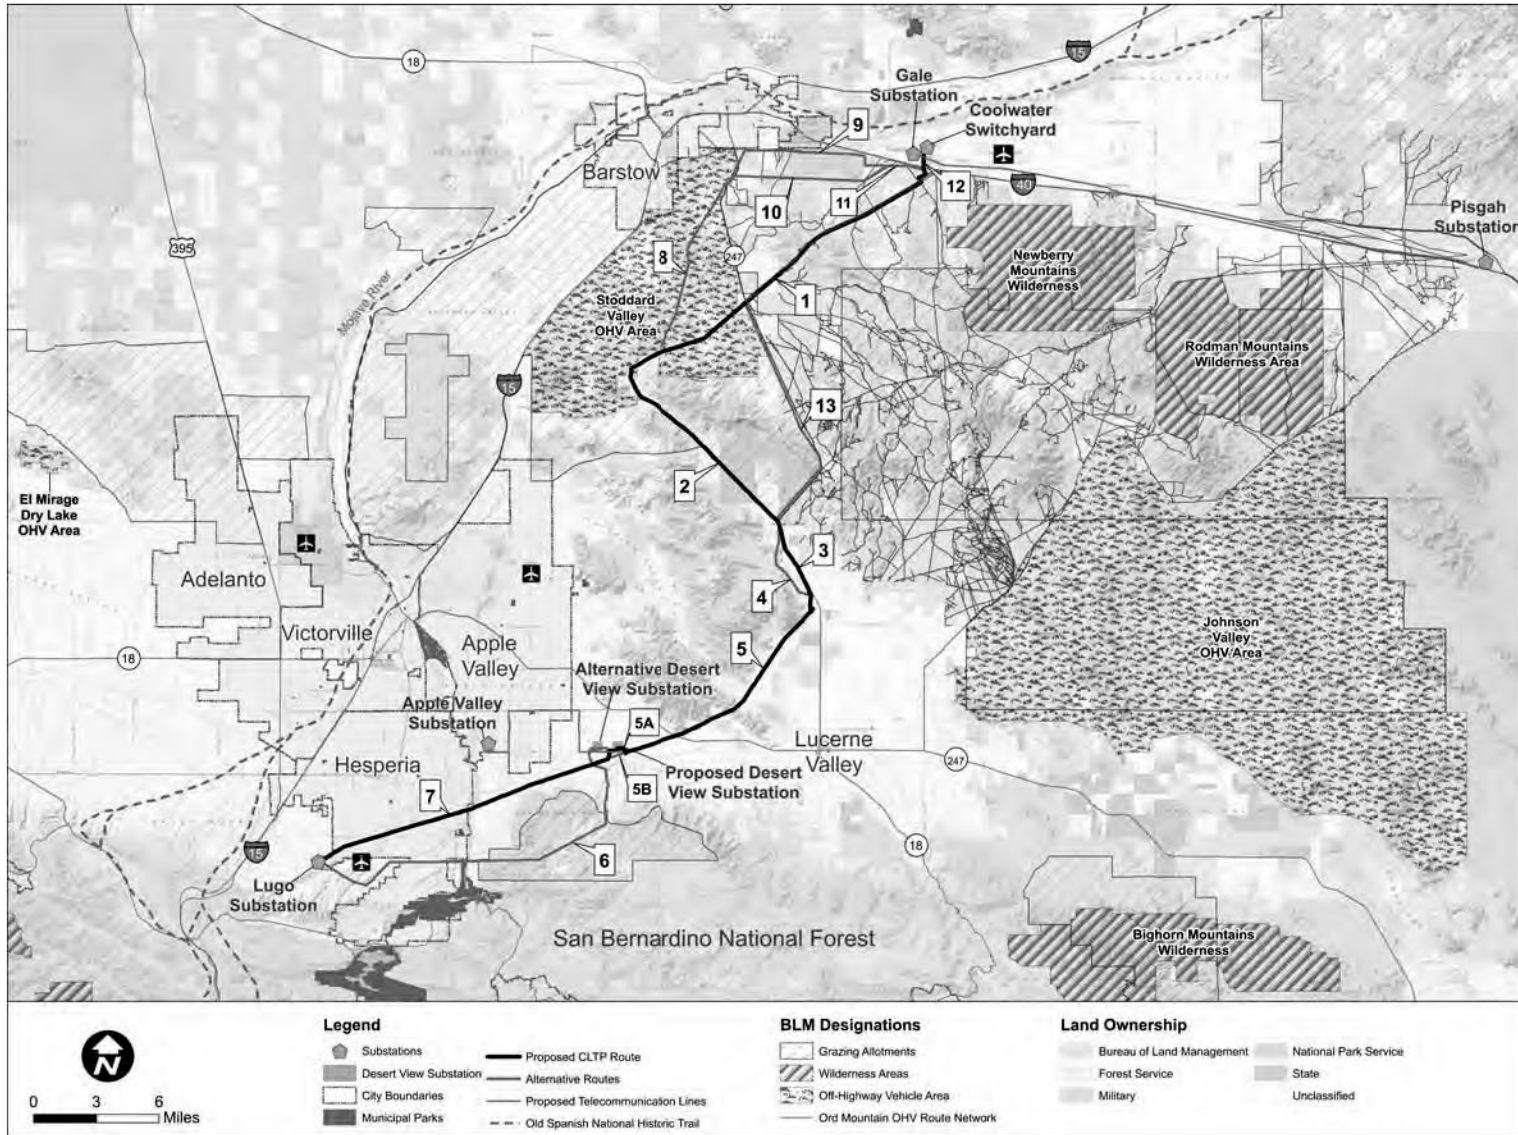 15
18
Gale
Substation
Coolwater
Switchyard
9
Barstow
12
40
11
10
Pisgah
Substation
395
247
8
Newberry
Mountains
Wilderness
Mojave River
1
Stoddard
Valley
OHV Area
Rodman Mountains
Wilderness Area
15
13
2
El Mirage
Dry Lake
OHV Area
3
Adelanto
4
Victorville
Apple
Valley
Johnson
Valley
OHV Area
18
5
Alternative Desert
View Substation
Apple Valley
Substation
5A
Lucerne
Valley
247
Hesperia
Proposed Desert
View Substation
5B
7
15
6
18
Lugo
Substation
San Bernardino National Forest
Bighorn Mountains
Wilderness
N
0 3 6
Miles
Legend
Substations
Desert View Substation
City Boundaries
Municipal Parks
Proposed CLTP Route
Alternative Routes
Proposed Telecommunication Lines
Old Spanish National Historic Trail
BLM Designations
Grazing Allotments
Wilderness Areas
Off-Highway Vehicle Area
Ord Mountain OHV Route Network
Land Ownership
Bureau of Land Management
Forest Service
Military
National Park Service
State
Unclassified